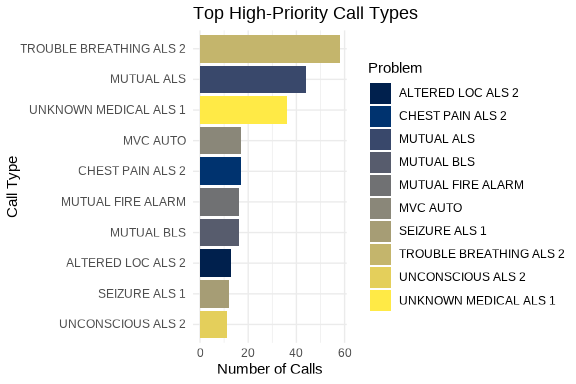 Top High-Priority Call Types
TROUBLE BREATHING ALS 2
MUTUAL ALS
UNKNOWN MEDICAL ALS 1
MVC AUTO
CHEST PAIN ALS 2
MUTUAL FIRE ALARM
MUTUAL BLS
ALTERED LOC ALS 2
SEIZURE ALS 1
UNCONSCIOUS ALS 2
Call Type
0 20 40 60
Number of Calls
Problem
ALTERED LOC ALS 2
CHEST PAIN ALS 2
MUTUAL ALS
MUTUAL BLS
MUTUAL FIRE ALARM
MVC AUTO
SEIZURE ALS 1
TROUBLE BREATHING ALS 2
UNCONSCIOUS ALS 2
UNKNOWN MEDICAL ALS 1